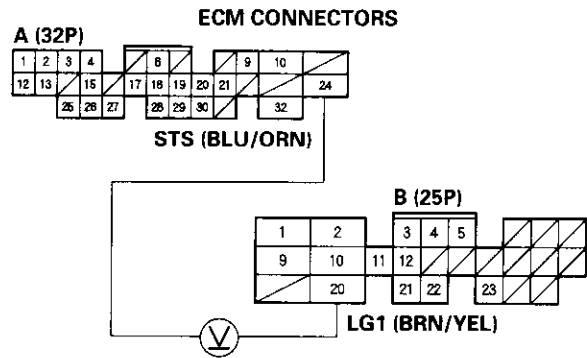 ECM CONNECTORS
A (32P)
1 2 3 4 6 9 10
12 13 15 17 18 19 20 21 24
25 26 27 28 29 30 32
STS (BLU/ORN)
B (25P)
1 2 3 4 5
9 10 11 12
20 21 22 23
LG1 (BRN/YEL)
V